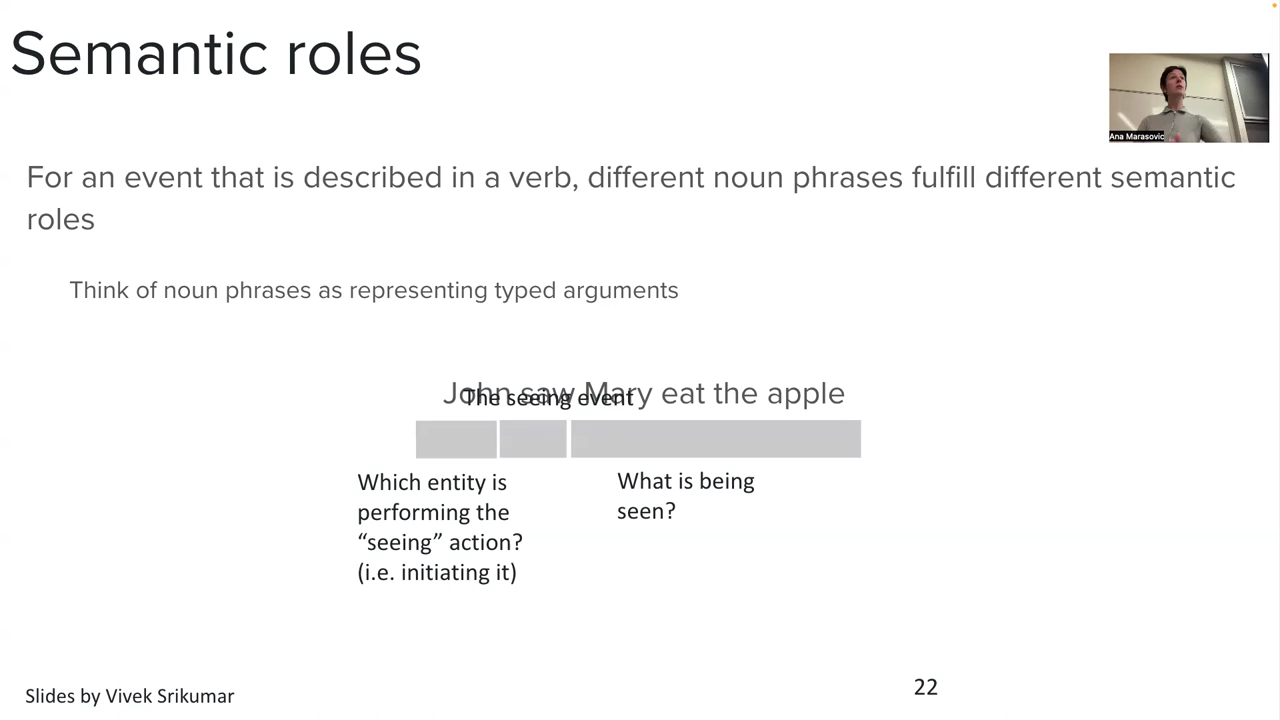 Semantic roles
Ana Marasovic
For an event that is described in a verb, different noun phrases fulfill different semantic
roles
Think of noun phrases as representing typed arguments
John saw Mary eat the apple
The seeing event
Which entity is
performing the
“seeing” action?
(i.e. initiating it)
What is being
seen?
Slides by Vivek Srikumar
22